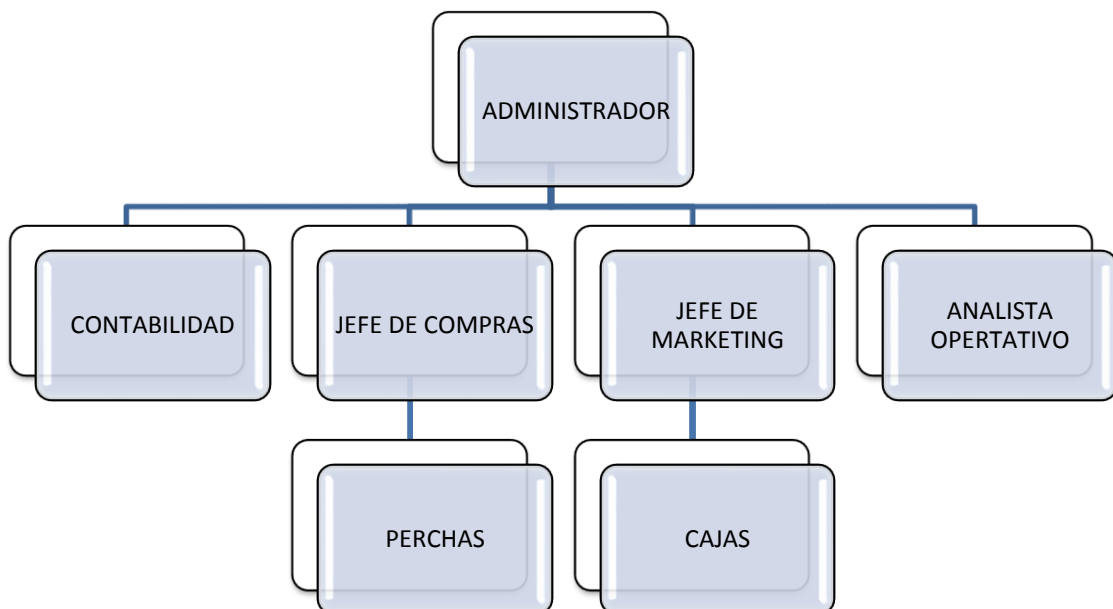 ADMINISTRADOR
CONTABILIDAD
JEFE DE COMPRAS
JEFE DE
MARKETING
ANALISTA
OPERTATIVO
PERCHAS
CAJAS